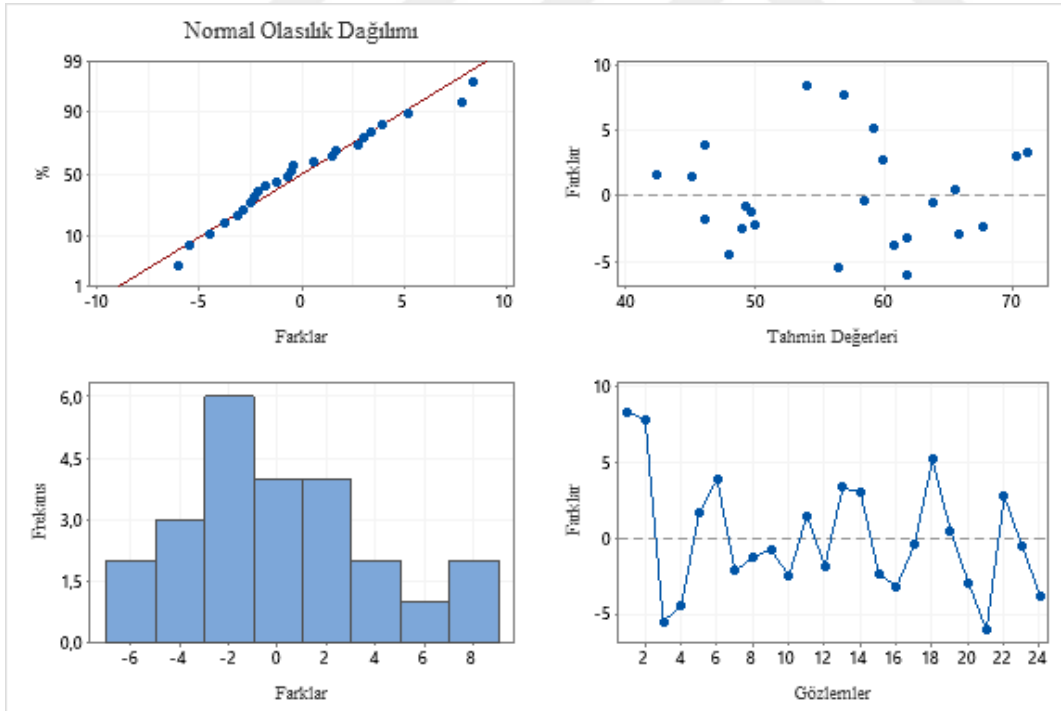 Normal Olasılık Dağılımı
99
90
50
10
1
%
-10 -5 0 5 10
Farklar
10
5
0
-5
Farklar
40 50 60 70
Tahmin Değerleri
6,0
4,5
3,0
1,5
0,0
Frekans
-6 -4 -2 0 2 4 6 8
Farklar
10
5
0
-5
Farklar
2 4 6 8 10 12 14 16 18 20 22 24
Gözlemler